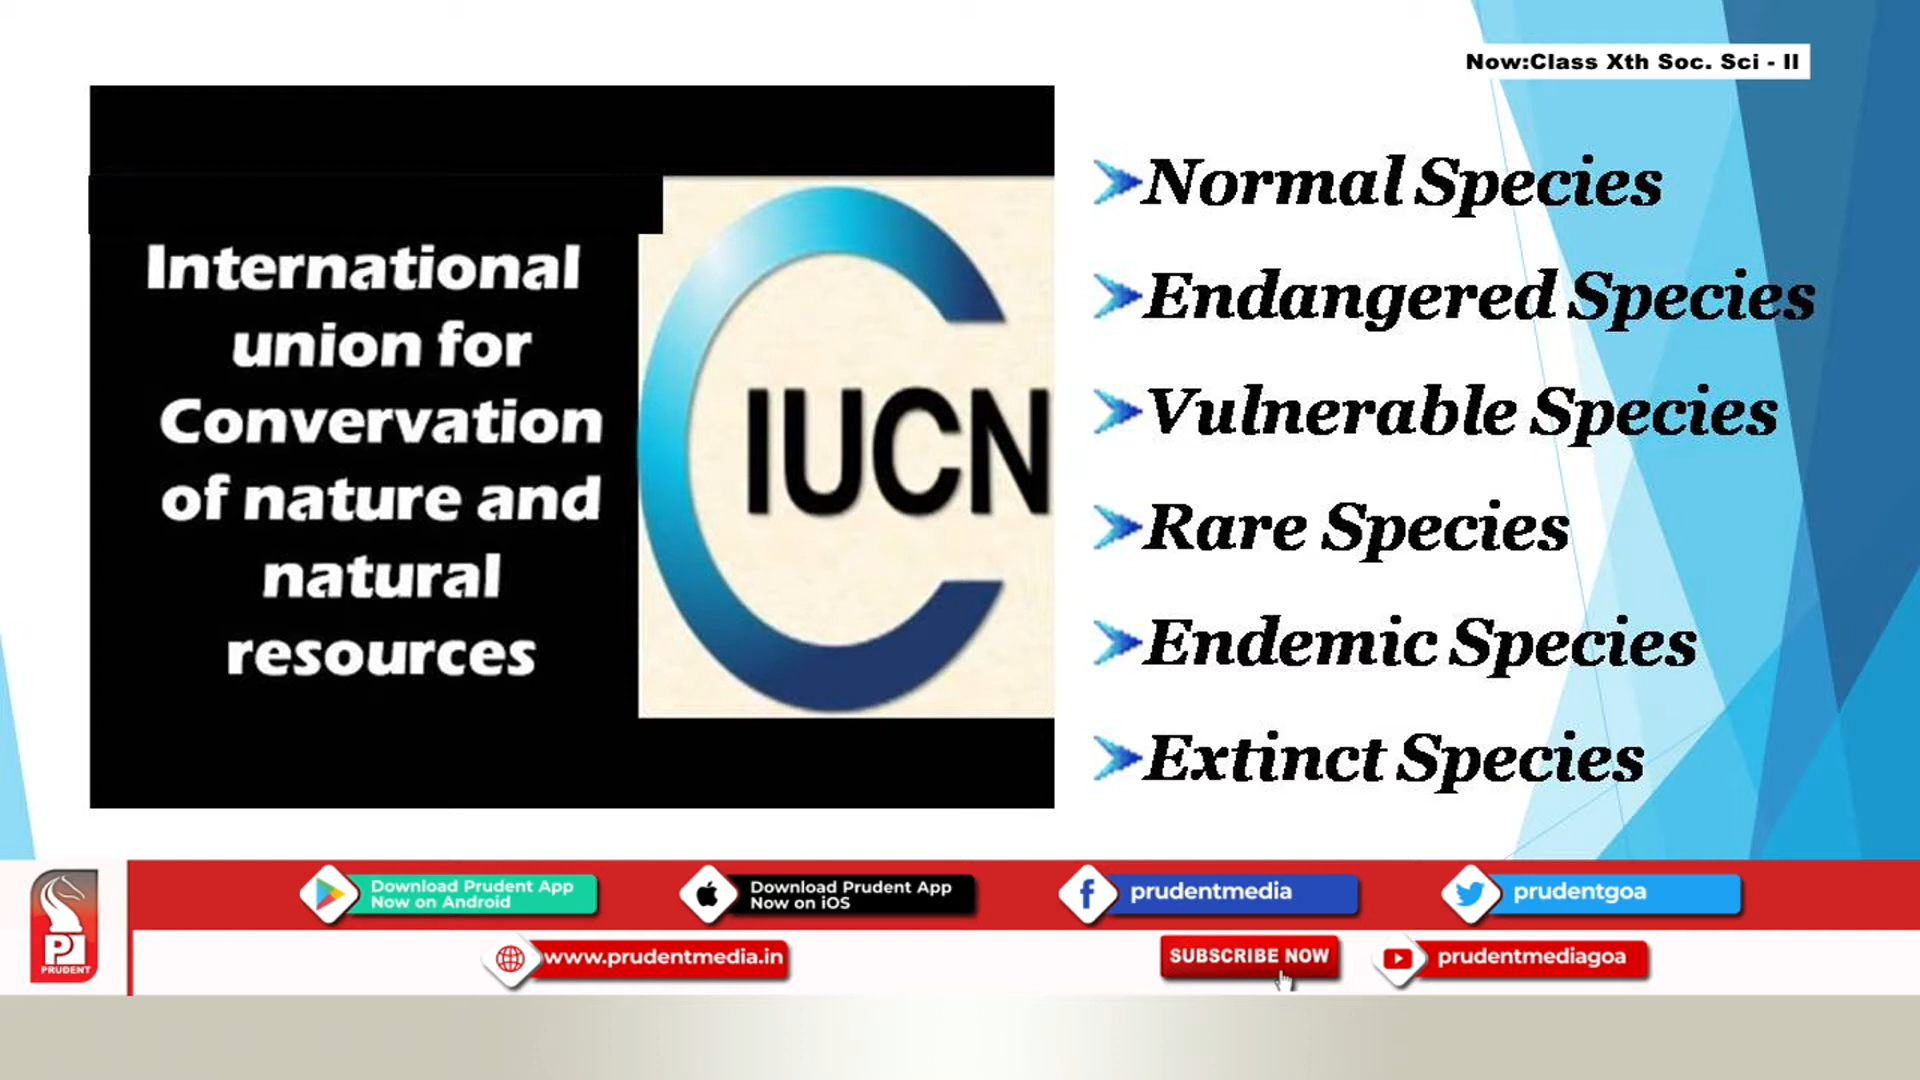 Now:Class Xth Soc. Sci - II
International
union for
Convervation
of nature and
natural
resources
IUCN
Normal Species
Endangered Species
Vulnerable Species
Rare Species
Endemic Species
Extinct Species
PRUDENT
Download Prudent App
Now on Android
Download Prudent App
Now on iOS
prudentmedia
prudentgoa
www.prudentmedia.in
SUBSCRIBE NOW
prudentmediagoa